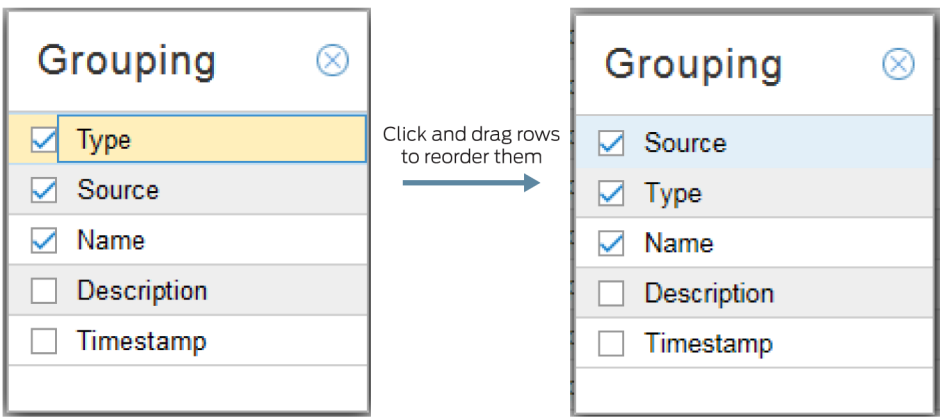 Grouping
Type
Source
Name
Description
Timestamp
Click and drag rows
to reorder them
Grouping
Source
Type
Name
Description
Timestamp